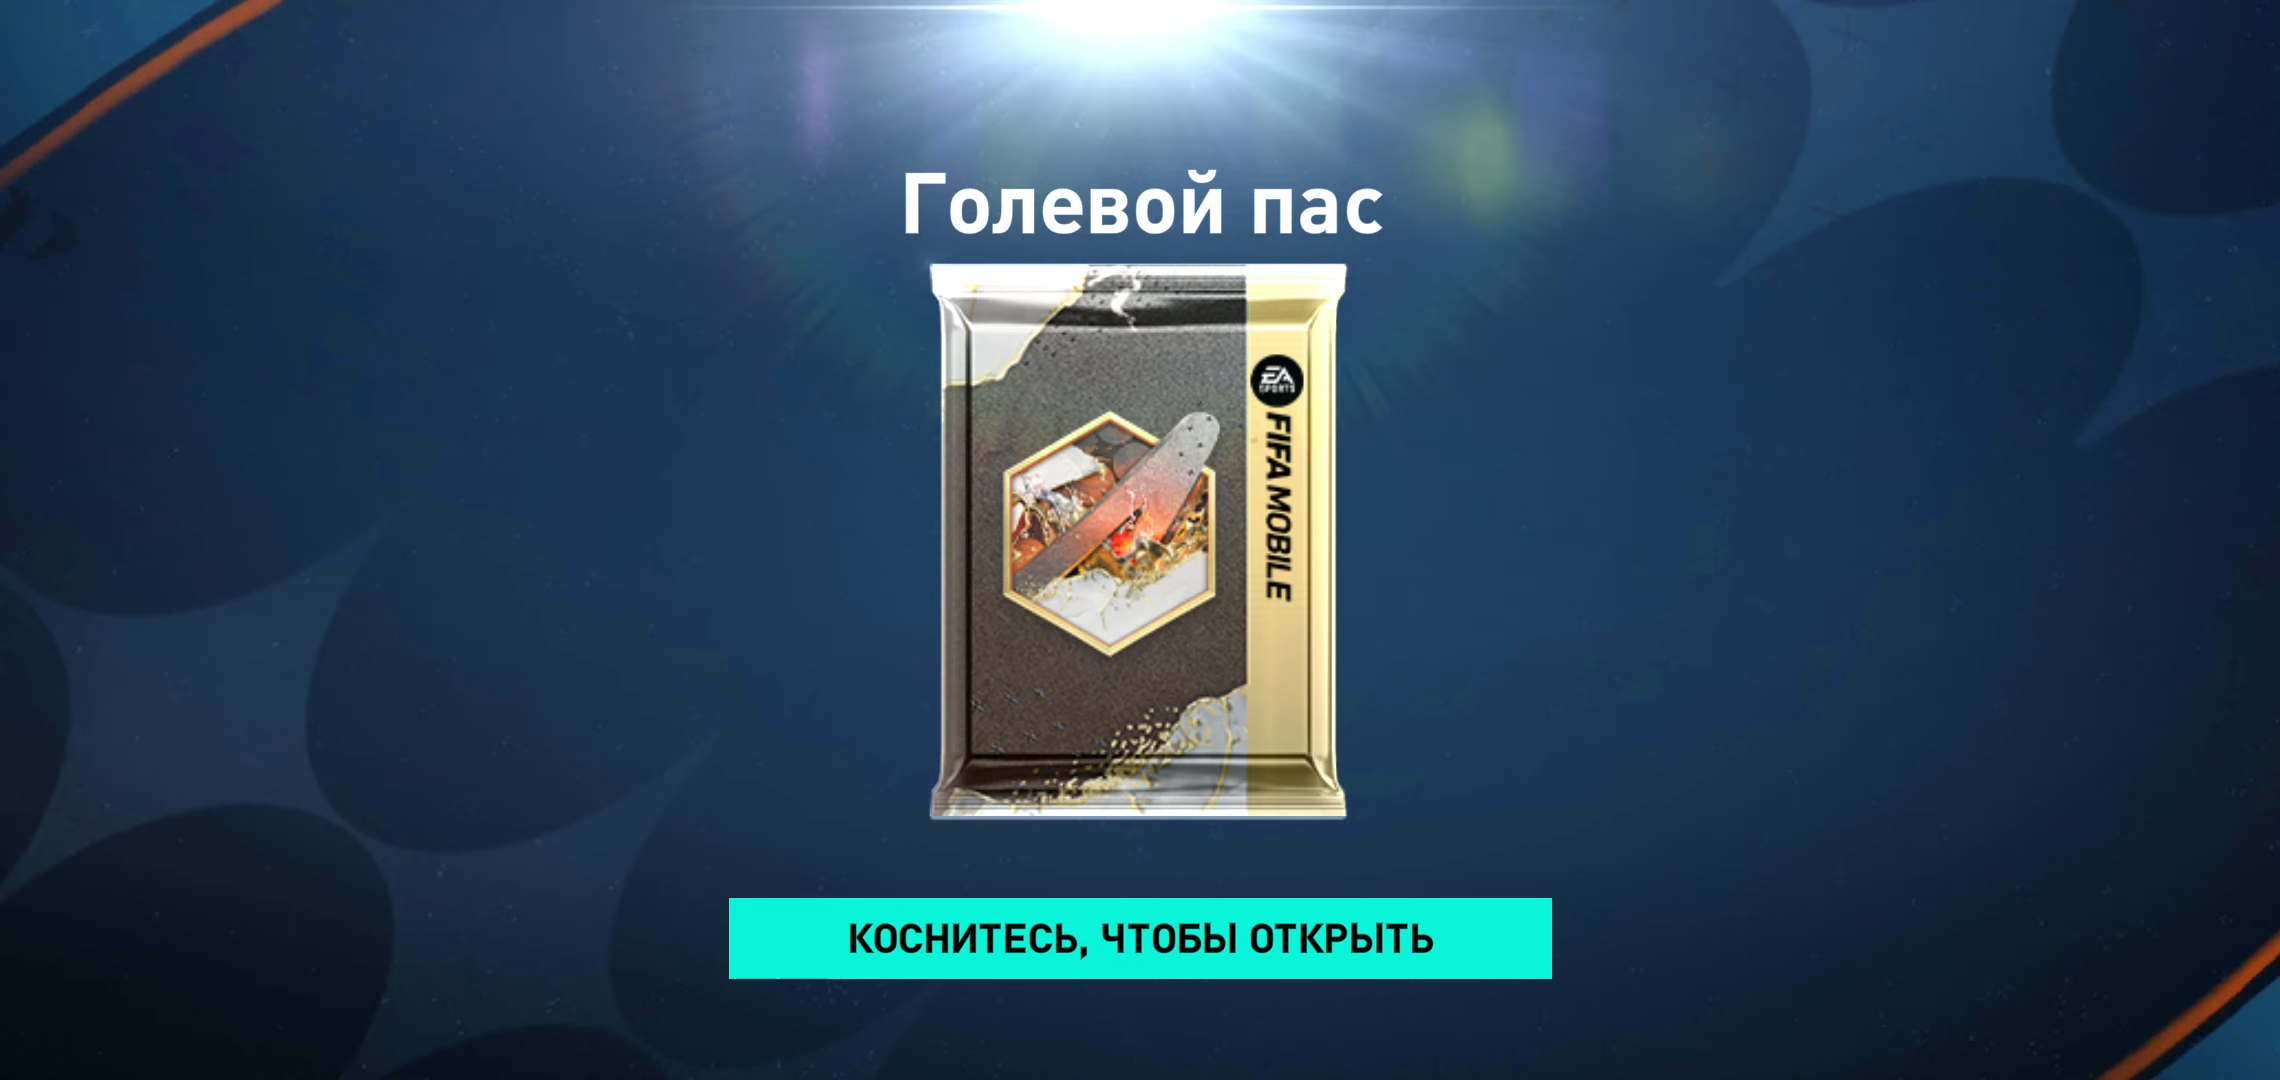 Голевой пас
EA
SPORTS
FIFA MOBILE
КОСНИТЕСЬ, ЧТОБЫ ОТКРЫТЬ